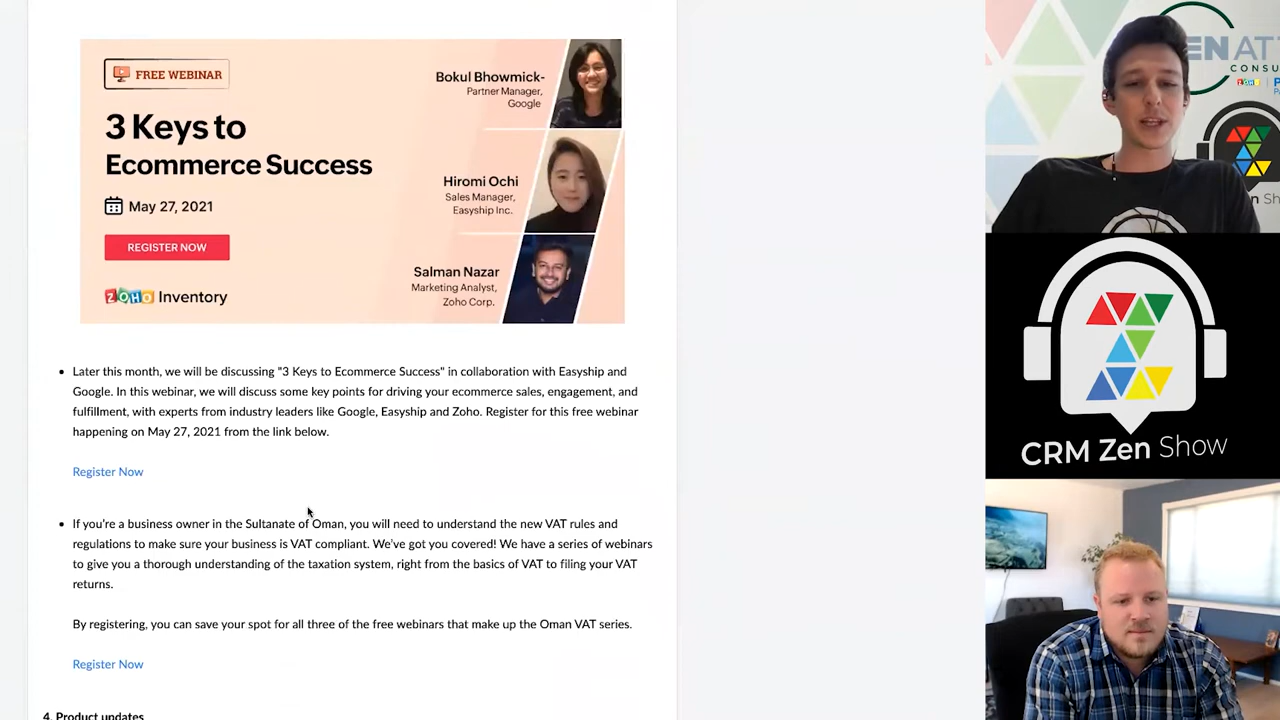 FREE WEBINAR
3 Keys to
Ecommerce Success
May 27, 2021
REGISTER NOW
ZOHO Inventory
Bokul Bhowmick-
Partner Manager,
Google
Hiromi Ochi
Sales Manager,
Easyship Inc.
Salman Nazar
Marketing Analyst,
Zoho Corp.
• Later this month, we will be discussing "3 Keys to Ecommerce Success" in collaboration with Easyship and
Google. In this webinar, we will discuss some key points for driving your ecommerce sales, engagement, and
fulfillment, with experts from industry leaders like Google, Easyship and Zoho. Register for this free webinar
happening on May 27, 2021 from the link below.
Register Now
• If you're a business owner in the Sultanate of Oman, you will need to understand the new VAT rules and
regulations to make sure your business is VAT compliant. We've got you covered! We have a series of webinars
to give you a thorough understanding of the taxation system, right from the basics of VAT to filing your VAT
returns.
By registering, you can save your spot for all three of the free webinars that make up the Oman VAT series.
Register Now
4. Product updates
EN AT
CONSU
ZOHO
CRM Zen Show